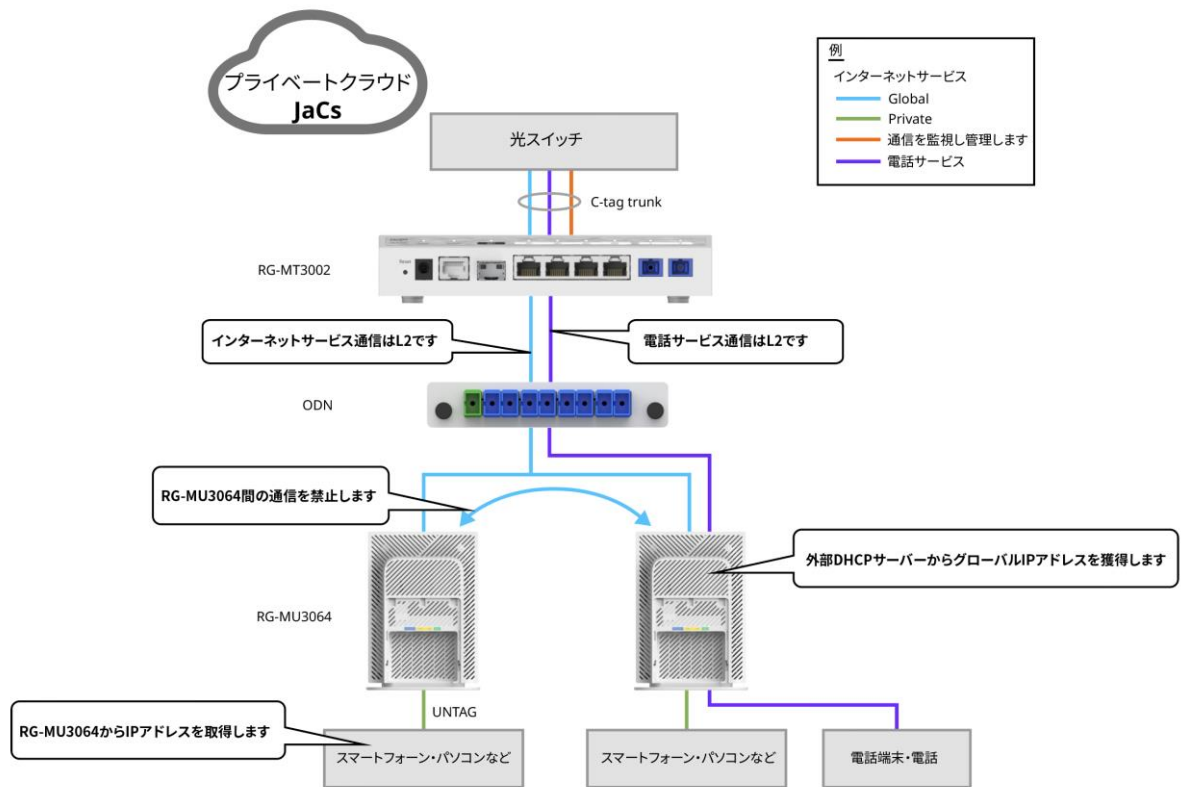 プライベートクラウド
JaCs
例
インターネットサービス
Global
Private
通信を監視し管理します
電話サービス
光スイッチ
C-tag trunk
RG-MT3002
Reset
インターネットサービス通信はL2です
電話サービス通信はL2です
ODN
RG-MU3064間の通信を禁止します
外部DHCPサーバーからグローバルIPアドレスを獲得します
RG-MU3064
UNTAG
RG-MU3064からIPアドレスを取得します
スマートフォーン・パソコンなど
スマートフォーン・パソコンなど
電話端末・電話